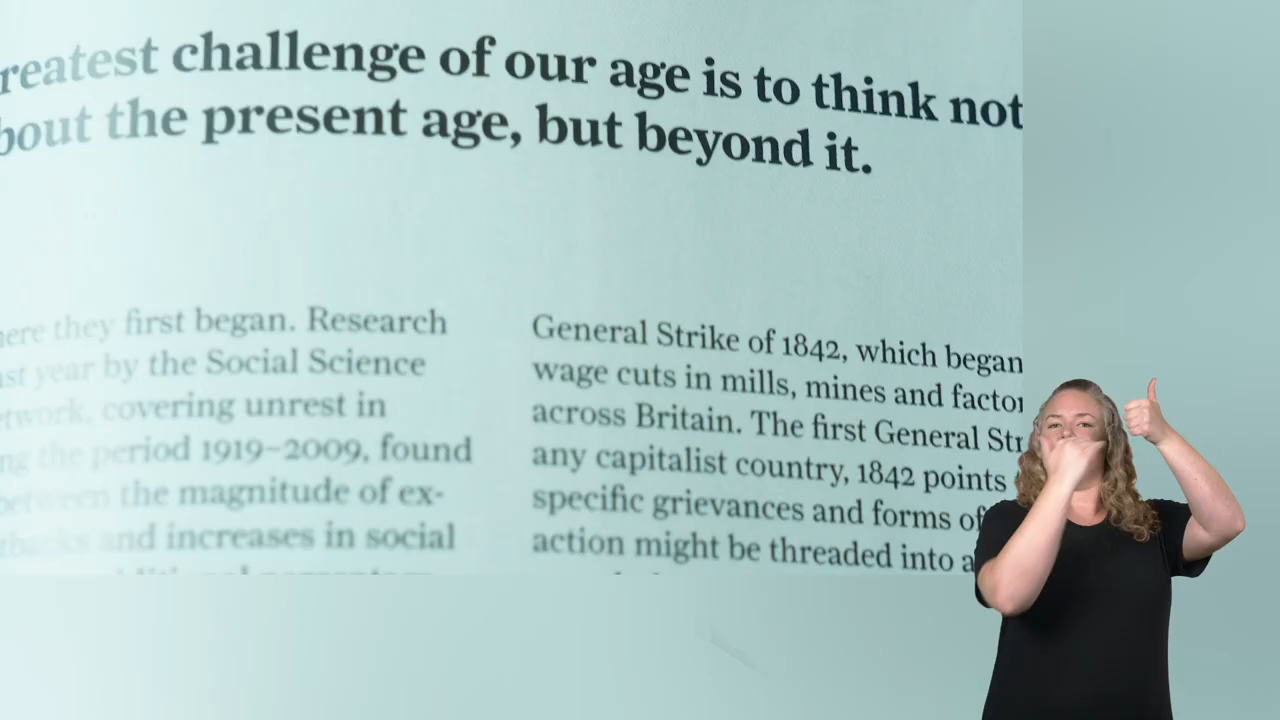 reatest challenge of our age is to think not
bout the present age, but beyond it.
ere they first began. Research
st year by the Social Science
twork, covering unrest in
ng the period 1919–2009, found
between the magnitude of ex-
and increases in social
General Strike of 1842, which began
wage cuts in mills, mines and factor
across Britain. The first General Str
any capitalist country, 1842 points
specific grievances and forms of
action might be threaded into a